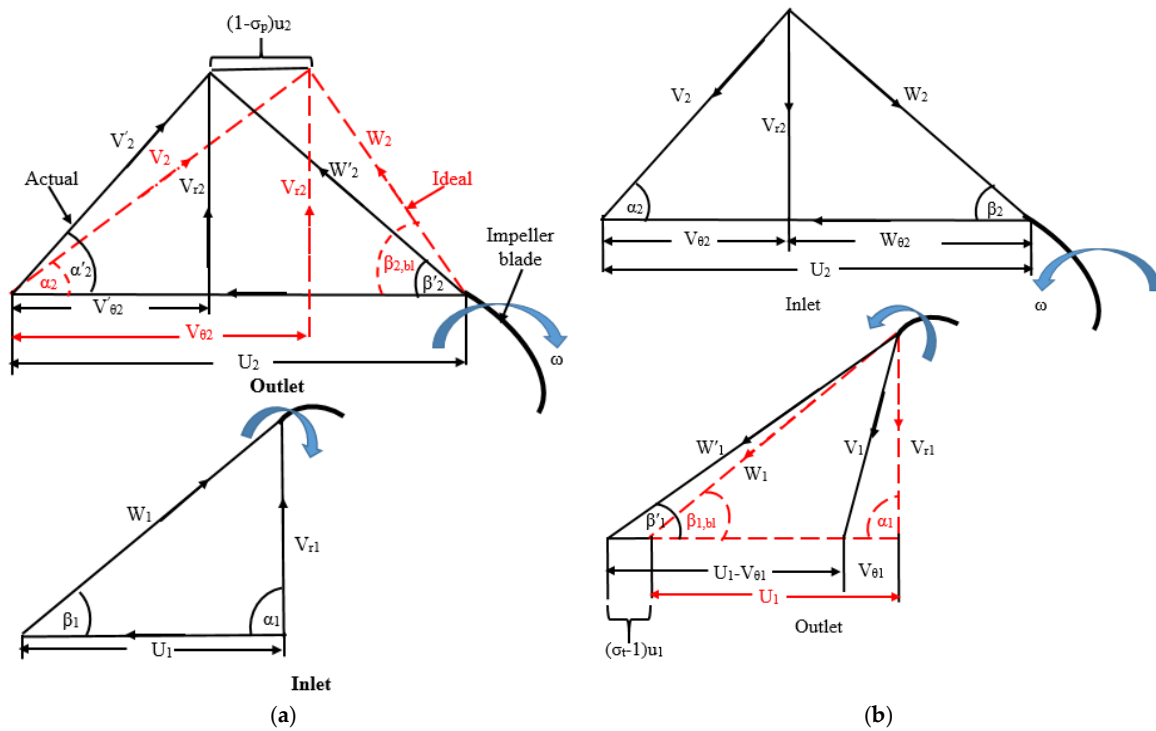 (1-σp)u2
V'2
V2
Vr2
W'2
W2
Vr2
Actual
Ideal
α2
α'2
β2,bl
β'2
Impeller
blade
V'θ2
Vθ2
U2
ω
Outlet
W1
Vr1
β1
α1
U1
Inlet
(a)
V2
Vr2
W2
α2
β2
Vθ2
Wθ2
U2
Inlet
ω
W'1
W1
V1
Vr1
β'1
β1,bl
α1
U1-Vθ1
Vθ1
U1
Outlet
(σt-1)u1
(b)